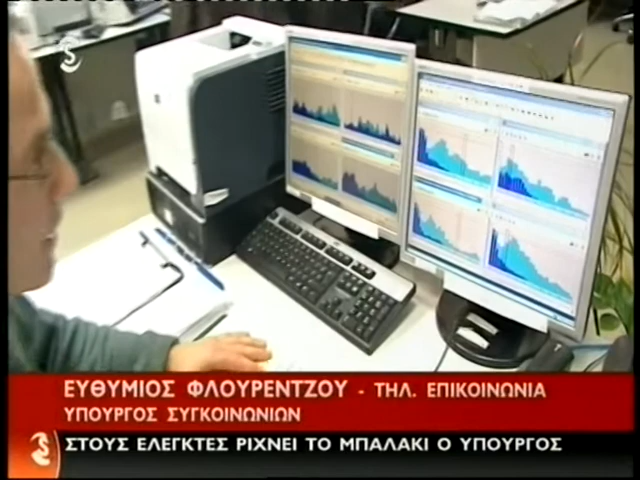 ΕΥΘΥΜΙΟΣ ΦΛΟΥΡΕΝΤΖΟΥ - ΤΗΛ. ΕΠΙΚΟΙΝΩΝΙΑ
ΥΠΟΥΡΓΟΣ ΣΥΓΚΟΙΝΩΝΙΩΝ
ΣΤΟΥΣ ΕΛΕΓΚΤΕΣ ΡΙΧΝΕΙ ΤΟ ΜΠΑΛΑΚΙ Ο ΥΠΟΥΡΓΟΣ